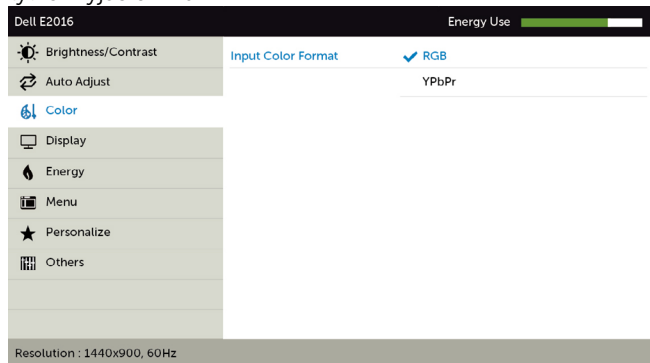 Dell E2016
Energy Use
Brightness/Contrast
Input Color Format
RGB
Auto Adjust
YPbPr
Color
Display
Energy
Menu
Personalize
Others
Resolution : 1440x900, 60Hz